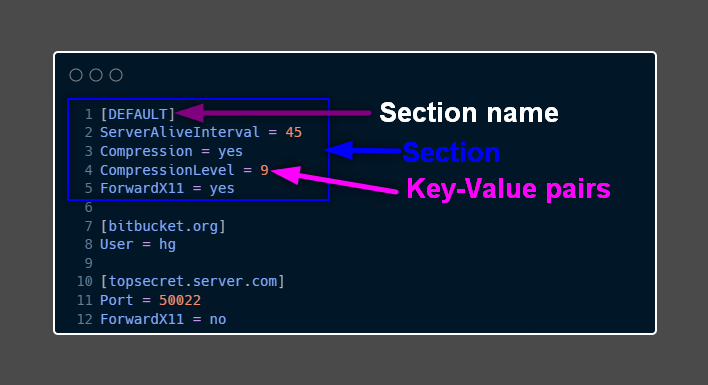 1 [DEFAULT]
Section name
2 ServerAliveInterval = 45
3 Compression = yes
Section
4 CompressionLevel = 9
5 ForwardX11 = yes
Key-Value pairs
6
7 [bitbucket.org]
8 User = hg
9
10 [topsecret.server.com]
11 Port = 50022
12 ForwardX11 = no